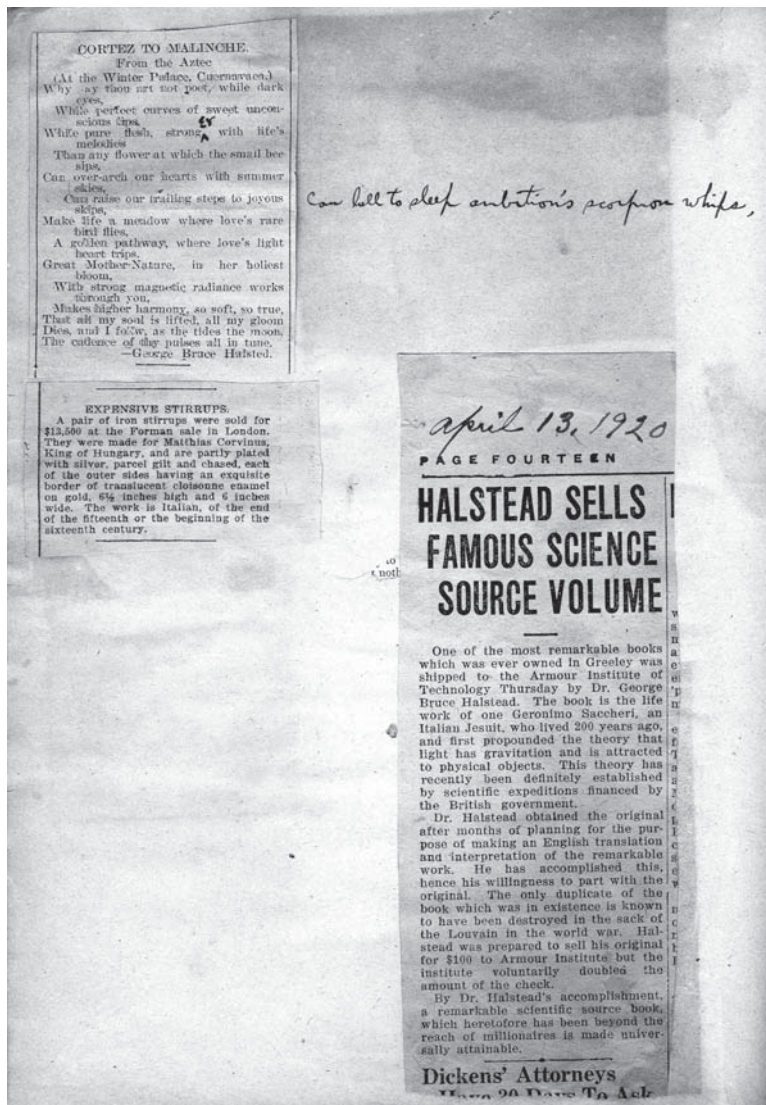 CORTEZ TO MALINCHE.
From the Aztec
(At the Winter Palace, Cuernavaca.)
Why say thou art not poet, while dark
eyes,
While perfect curves of sweet uncon-
scious lips,
er
While pure flesh, strong with life's
melodies
Than any flower at which the small bee
sips,
Can over-arch our hearts with summer
skies,
Can raise our trailing steps to joyous
skips,
Can lull to sleep ambition's scorpion whips,
Make life a meadow where love's rare
bird flies,
A golden pathway, where love's light
heart trips.
Great Mother-Nature, in her holiest
bloom,
With strong magnetic radiance works
through you,
Makes higher harmony, so soft, so true,
That all my soul is lifted, all my gloom
Dies, and I follow, as the tides the moon,
The cadence of thy pulses all in tune.
—George Bruce Halsted.
EXPENSIVE STIRRUPS.
A pair of iron stirrups were sold for
$13,500 at the Forman sale in London.
They were made for Matthias Corvinus,
King of Hungary, and are partly plated
with silver, parcel gilt and chased, each
of the outer sides having an exquisite
border of translucent cloisonne enamel
on gold, 6½ inches high and 6 inches
wide. The work is Italian, of the end
of the fifteenth or the beginning of the
sixteenth century.
to
noth
April 13, 1920
PAGE FOURTEEN
HALSTEAD SELLS
FAMOUS SCIENCE
SOURCE VOLUME
One of the most remarkable books
which was ever owned in Greeley was
shipped to the Armour Institute of
Technology Thursday by Dr. George
Bruce Halstead. The book is the life
work of one Geronimo Saccheri, an
Italian Jesuit, who lived 200 years ago,
and first propounded the theory that
light has gravitation and is attracted
to physical objects. This theory has
recently been definitely established
by scientific expeditions financed by
the British government.
Dr. Halstead obtained the original
after months of planning for the pur-
pose of making an English translation
and interpretation of the remarkable
work. He has accomplished this,
hence his willingness to part with the
original. The only duplicate of the
book which was in existence is known
to have been destroyed in the sack of
the Louvain in the world war. Hal-
stead was prepared to sell his original
for $100 to Armour Institute but the
institute voluntarily doubled the
amount of the check.
By Dr. Halstead's accomplishment,
a remarkable scientific source book,
which heretofore has been beyond the
reach of millionaires is made univer-
sally attainable.
Dickens' Attorneys
Have 20 Days To Ask